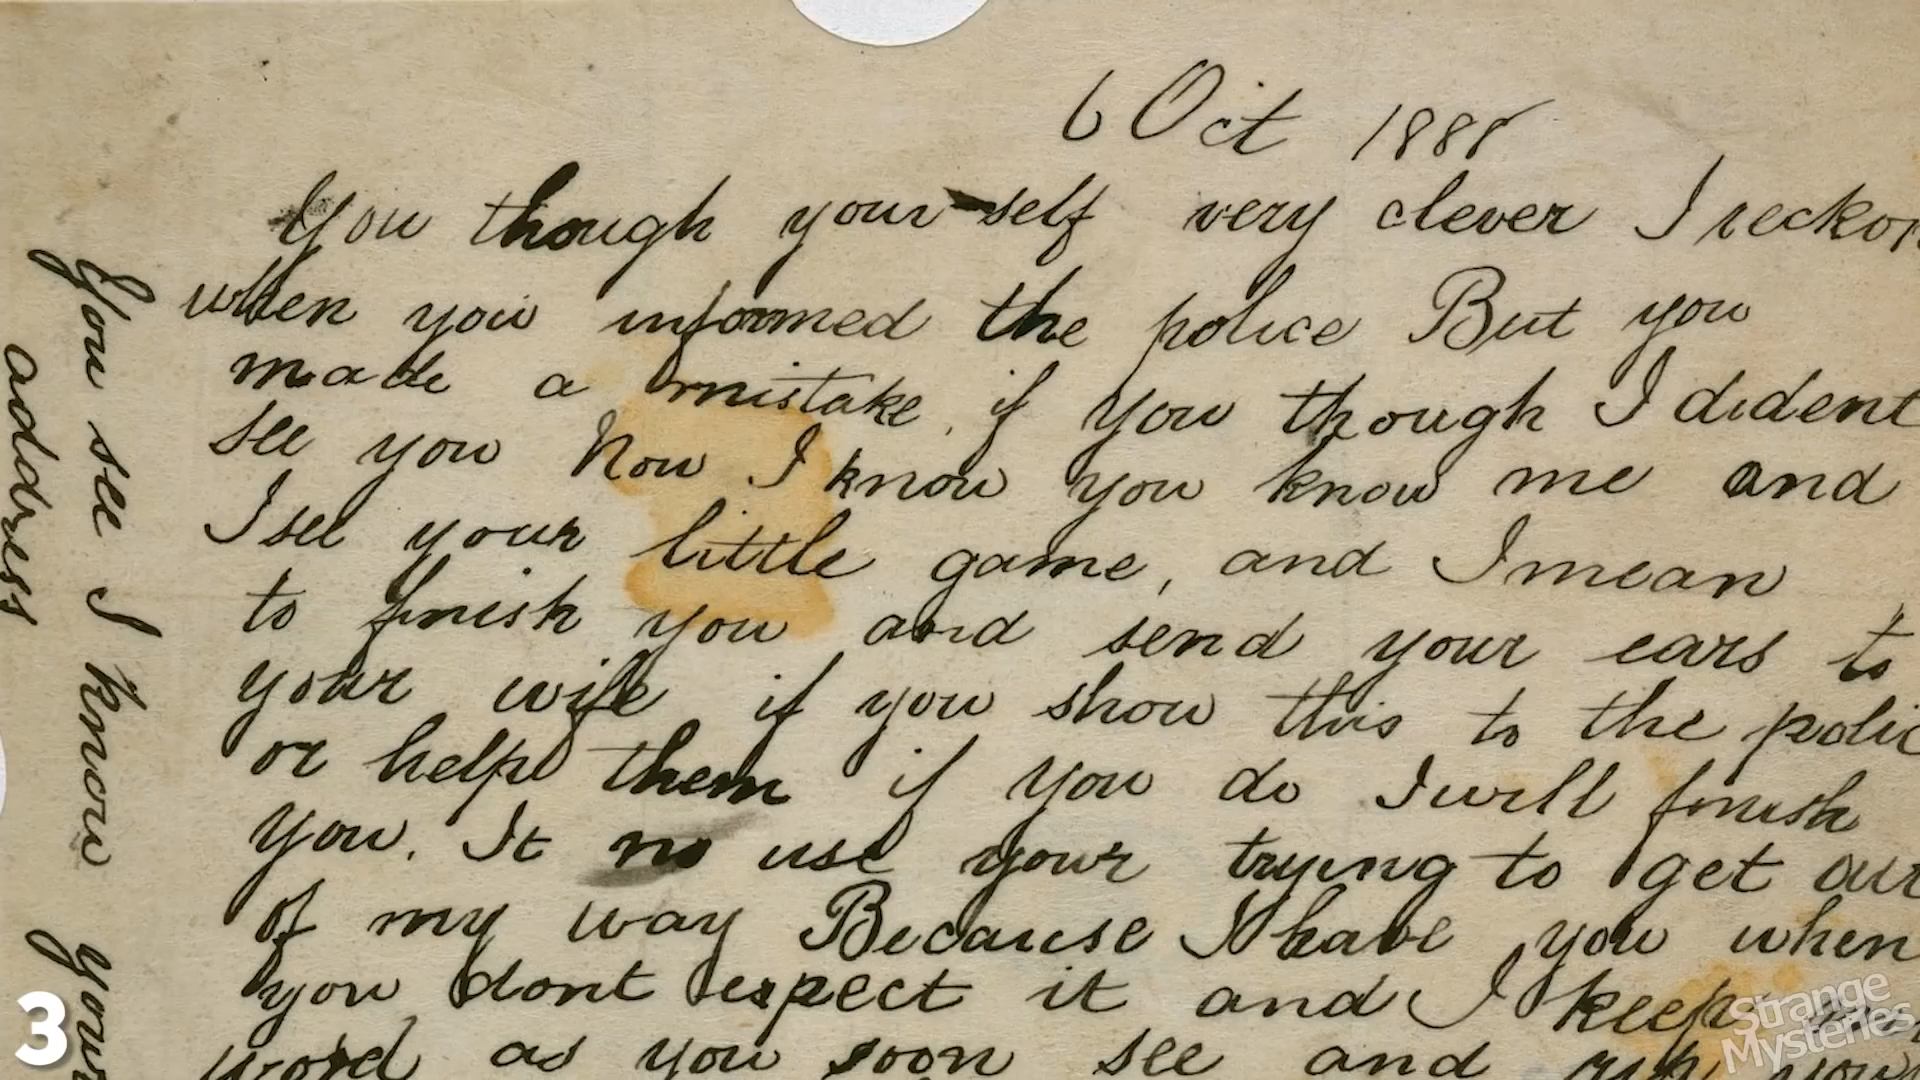 6 Oct 1888
You though your-self very clever I reckon
when you informed the police But you
made a mistake if you though I dident
see you Now I know you know me and
I see your little game, and I mean
to finish you and send your ears to
your wife if you show this to the polic
or help them if you do I will finish
you. It no use your trying to get out
of my way Because I have you when
you dont expect it and I keep my
word as you soon see and rip you
You see I know your
address
3
Strange
Mysteries